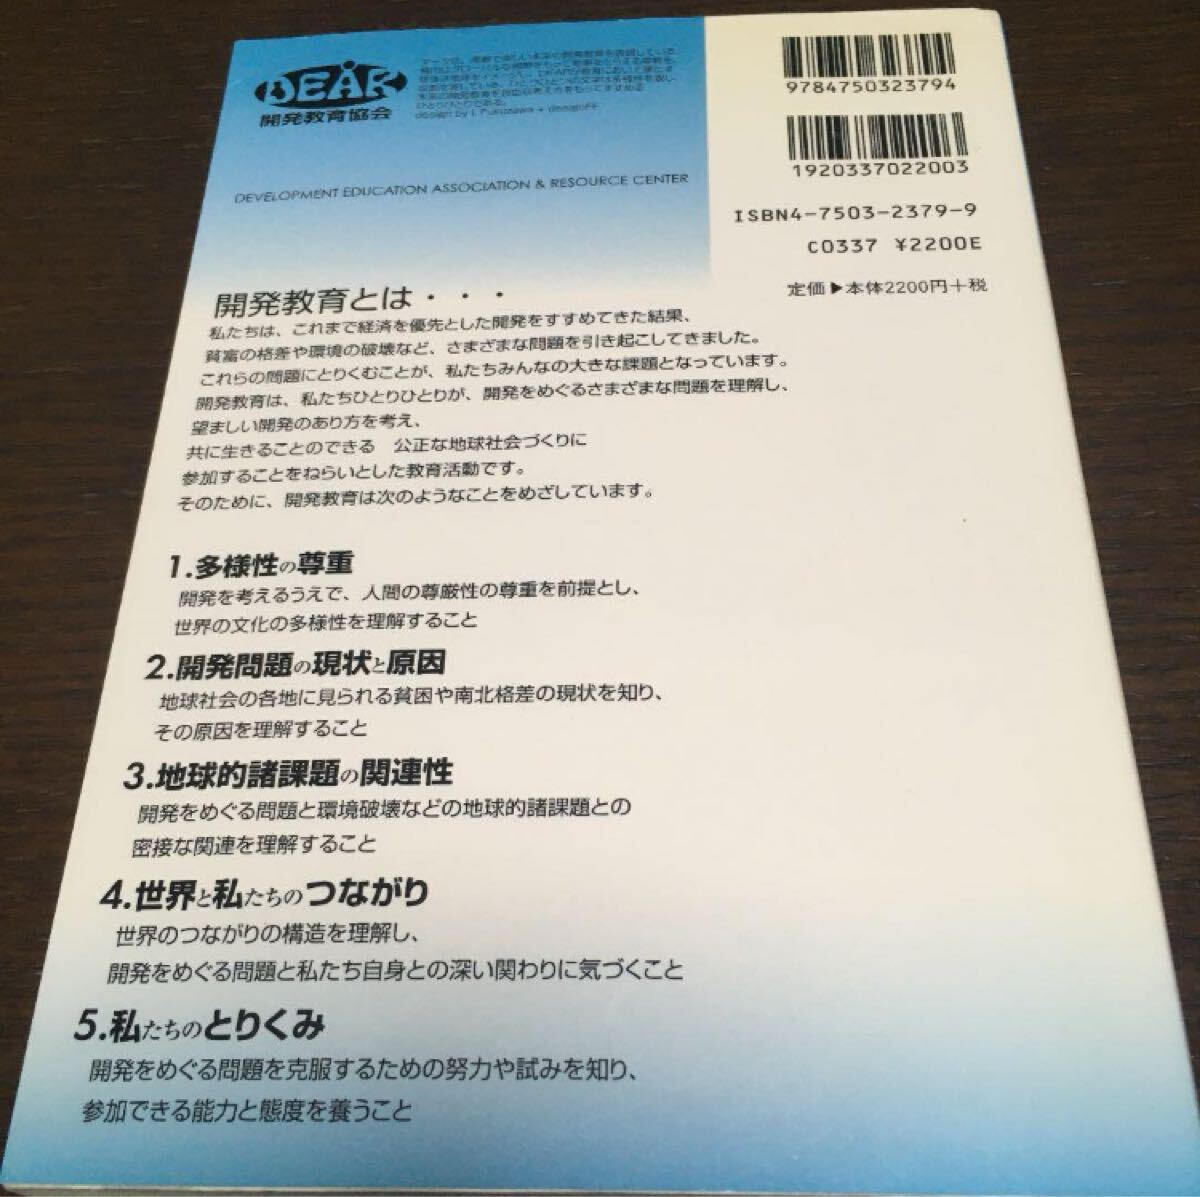 DEAR
開発教育協会
design by I. Fukuzawa + designFF
DEVELOPMENT EDUCATION ASSOCIATION & RESOURCE CENTER
9784750323794
1920337022003
ISBN4-7503-2379-9
C0337 ¥2200E
定価▶本体2200円+税
開発教育とは・・・
私たちは、これまで経済を優先とした開発をすすめてきた結果、
貧富の格差や環境の破壊など、さまざまな問題を引き起こしてきました。
これらの問題にとりくむことが、私たちみんなの大きな課題となっています。
開発教育は、私たちひとりひとりが、開発をめぐるさまざまな問題を理解し、
望ましい開発のあり方を考え、
共に生きることのできる 公正な地球社会づくりに
参加することをねらいとした教育活動です。
そのために、開発教育は次のようなことをめざしています。
1.多様性の尊重
開発を考えるうえで、人間の尊厳性の尊重を前提とし、
世界の文化の多様性を理解すること
2.開発問題の現状と原因
地球社会の各地に見られる貧困や南北格差の現状を知り、
その原因を理解すること
3.地球的諸課題の関連性
開発をめぐる問題と環境破壊などの地球的諸課題との
密接な関連を理解すること
4.世界と私たちのつながり
世界のつながりの構造を理解し、
開発をめぐる問題と私たち自身との深い関わりに気づくこと
5.私たちのとりくみ
開発をめぐる問題を克服するための努力や試みを知り、
参加できる能力と態度を養うこと